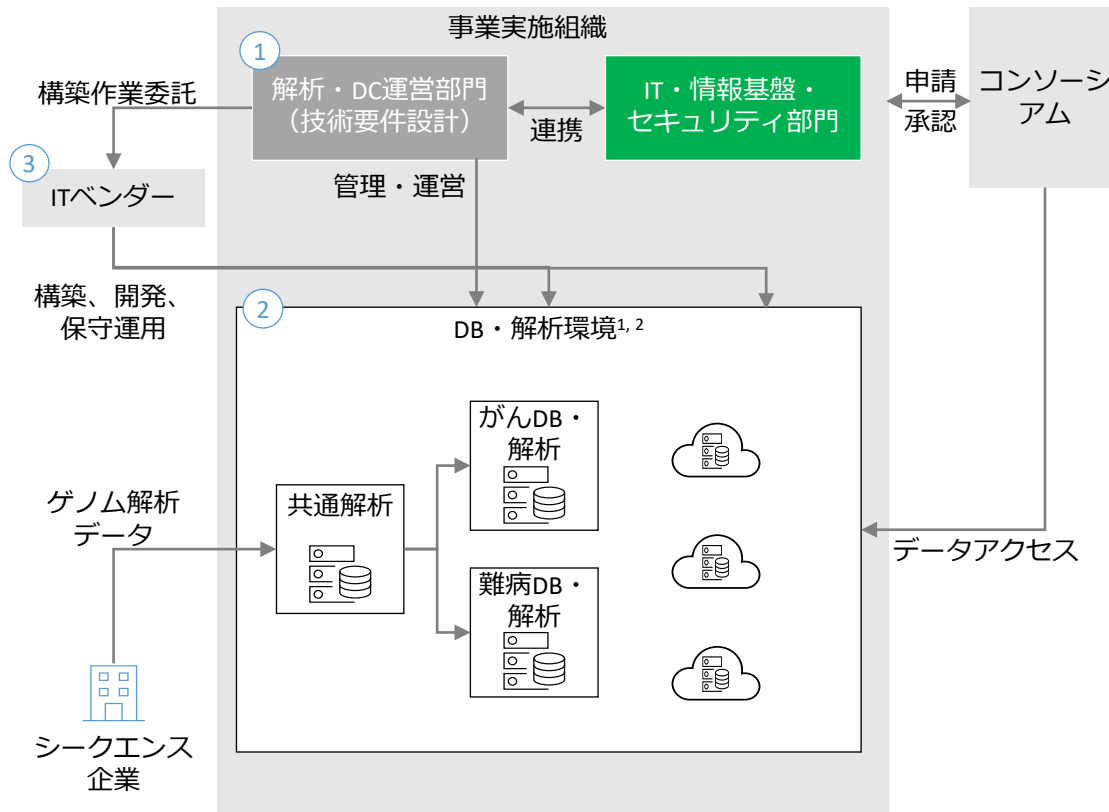 事業実施組織
1
解析・DC運営部門
（技術要件設計）
連携
IT・情報基盤・
セキュリティ部門
申請
承認
コンソーシ
アム
構築作業委託
3
ITベンダー
管理・運営
構築、開発、
保守運用
2
DB・解析環境1, 2
がんDB・
解析
共通解析
難病DB・
解析
ゲノム解析
データ
データアクセス
シークエンス
企業